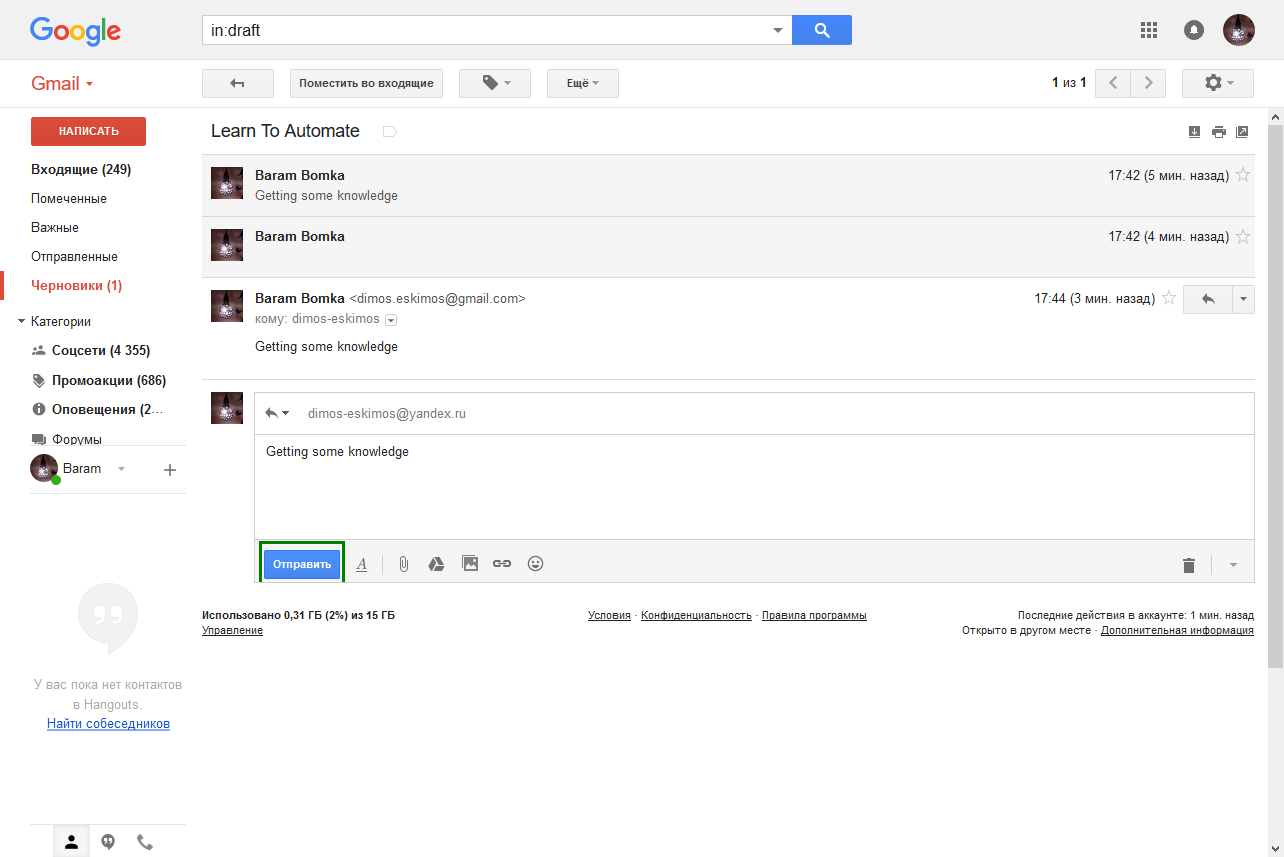 Google
in:draft
Gmail
Поместить во входящие
Ещё
1 из 1
НАПИСАТЬ
Входящие (249)
Помеченные
Важные
Отправленные
Черновики (1)
Категории
Соцсети (4 355)
Промоакции (686)
Оповещения (2...
Форумы
Baram
У вас пока нет контактов
в Hangouts.
Найти собеседников
Learn To Automate
Baram Bomka
17:42 (5 мин. назад)
Getting some knowledge
Baram Bomka
17:42 (4 мин. назад)
Baram Bomka <dimos.eskimos@gmail.com>
17:44 (3 мин. назад)
кому: dimos-eskimos
Getting some knowledge
dimos-eskimos@yandex.ru
Getting some knowledge
Отправить
Использовано 0,31 ГБ (2%) из 15 ГБ
Управление
Условия · Конфиденциальность · Правила программы
Последние действия в аккаунте: 1 мин. назад
Открыто в другом месте · Дополнительная информация